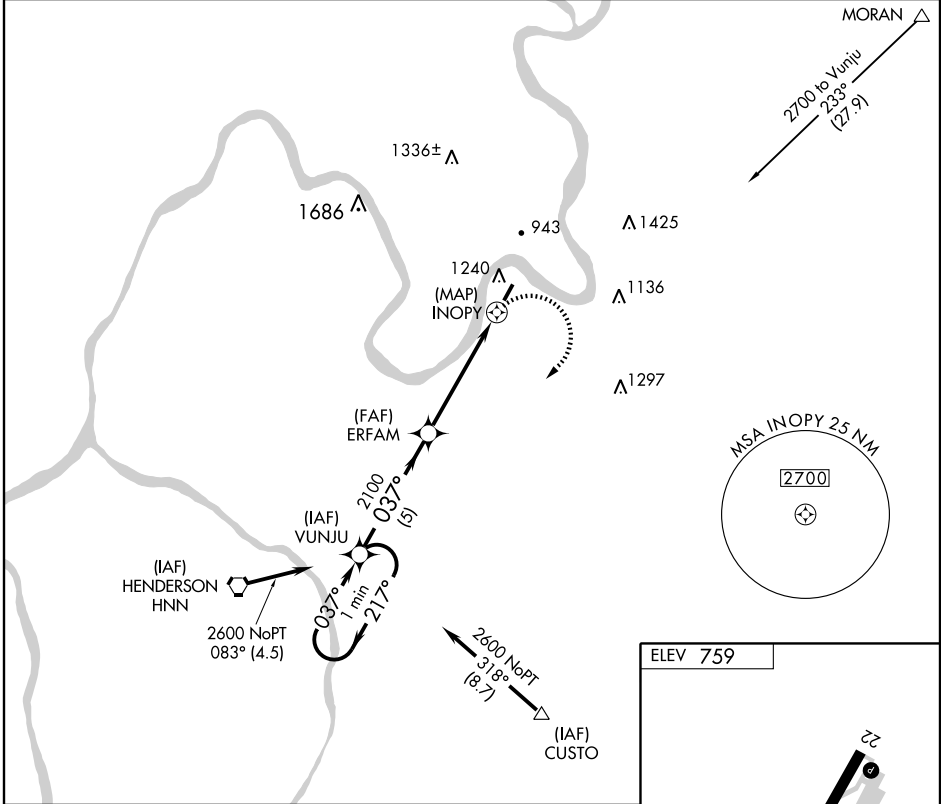 MORAN
2700 to Vunju
233°
(27.9)
1336±
1686
943
1425
1240
1136
(MAP)
INOPY
1297
(FAF)
ERFAM
MSA INOPY 25 NM
2700
2100
037°
(5)
(IAF)
VUNJU
(IAF)
HENDERSON
HNN
2600 NoPT
083° (4.5)
037°
1 min
217°
2600 NoPT
318°
(8.7)
(IAF)
CUSTO
ELEV 759
22
P